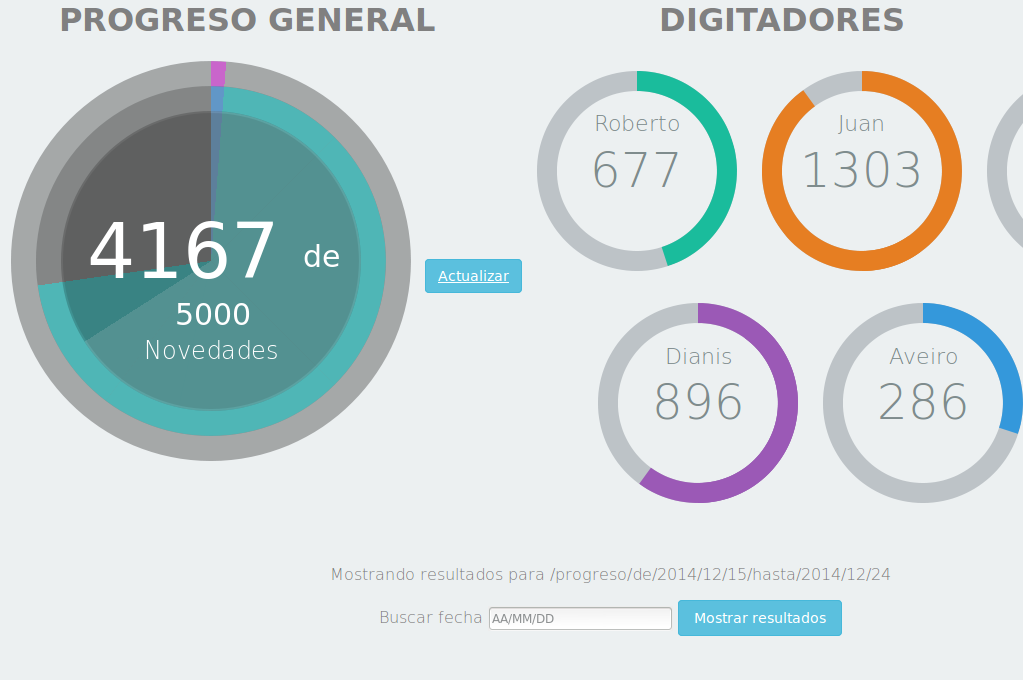 PROGRESO GENERAL
4167 de
5000
Novedades
Actualizar
DIGITADORES
Roberto
677
Juan
1303
Dianis
896
Aveiro
286
Mostrando resultados para /progreso/de/2014/12/15/hasta/2014/12/24
Buscar fecha AA/MM/DD Mostrar resultados